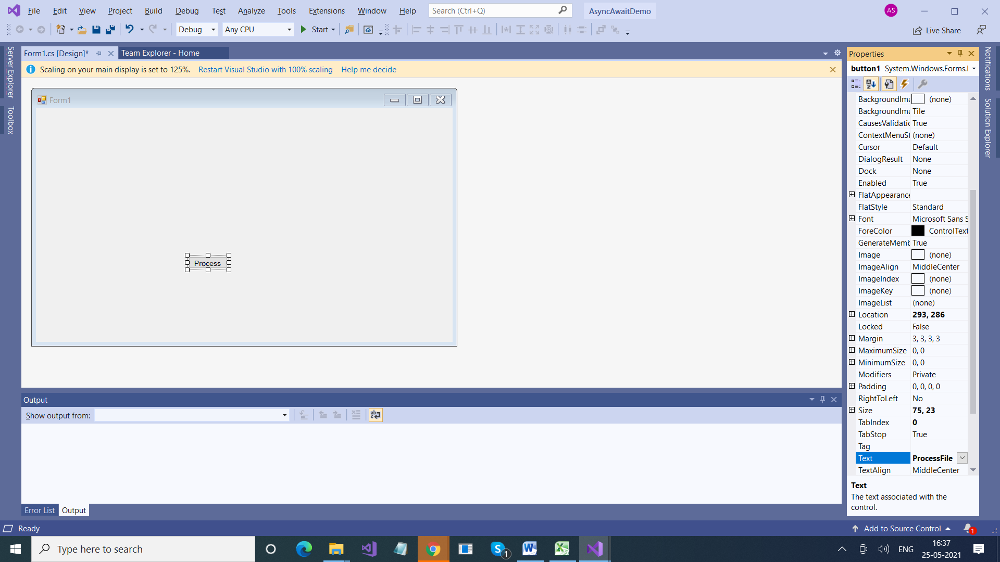 File Edit View Project Build Debug Test Analyze Tools Extensions Window Help Search (Ctrl+Q) AsyncAwaitDemo AS
Debug Any CPU Start Live Share
Server Explorer
Toolbox
Form1.cs [Design]* Team Explorer - Home
Scaling on your main display is set to 125%. Restart Visual Studio with 100% scaling Help me decide
Form1
Process
Output
Show output from:
Error List Output
Properties
button1 System.Windows.Forms.
BackgroundIma (none)
BackgroundIma Tile
CausesValidatic True
ContextMenuSt (none)
Cursor Default
DialogResult None
Dock None
Enabled True
FlatAppearance
FlatStyle Standard
Font Microsoft Sans S
ForeColor ControlText
GenerateMemb True
Image (none)
ImageAlign MiddleCenter
ImageIndex (none)
ImageKey (none)
ImageList (none)
Location 293, 286
Locked False
Margin 3, 3, 3, 3
MaximumSize 0, 0
MinimumSize 0, 0
Modifiers Private
Padding 0, 0, 0, 0
RightToLeft No
Size 75, 23
TabIndex 0
TabStop True
Tag
Text ProcessFile
TextAlign MiddleCenter
Text
The text associated with the
control.
Notifications
Solution Explorer
Ready Add to Source Control 1
Type here to search 1 ENG 16:37
25-05-2021